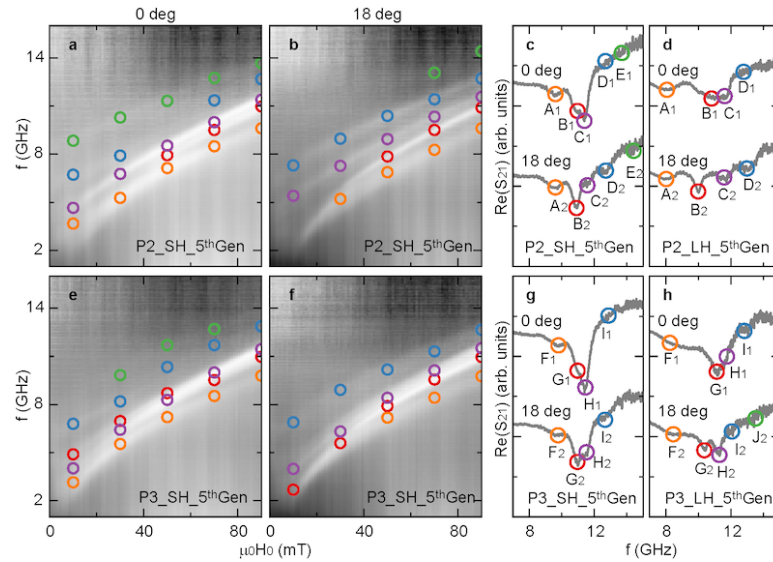 0 deg
18 deg
a
b
c
d
16
14
8
2
f (GHz)
P2_SH_5thGen
P2_SH_5thGen
0 deg
A1
B1
C1
D1
E1
18 deg
A2
B2
C2
D2
E2
P2_SH_5thGen
Re(S21) (arb. units)
0 deg
A1
B1
C1
D1
18 deg
A2
B2
C2
D2
P2_LH_5thGen
e
f
g
h
14
8
2
f (GHz)
P3_SH_5thGen
P3_SH_5thGen
0 40 80
0 40 80
μ0H0 (mT)
0 deg
F1
G1
H1
I1
18 deg
F2
G2
H2
I2
P3_SH_5thGen
Re(S21) (arb. units)
0 deg
F1
G1
H1
I1
18 deg
F2
G2
H2
I2
J2
P3_LH_5thGen
8 12
8 12
f (GHz)